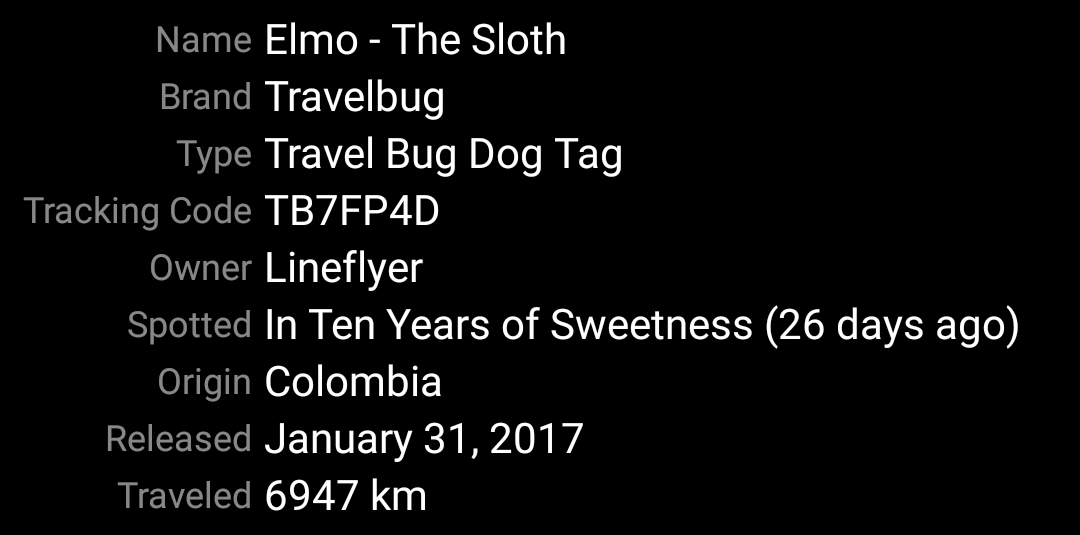 Name Elmo - The Sloth
Brand Travelbug
Type Travel Bug Dog Tag
Tracking Code TB7FP4D
Owner Lineflyer
Spotted In Ten Years of Sweetness (26 days ago)
Origin Colombia
Released January 31, 2017
Traveled 6947 km